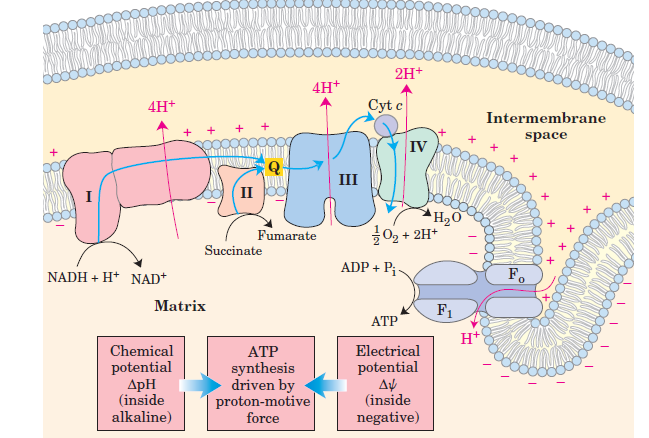 4H⁺
4H⁺
2H⁺
Cyt c
Intermembrane
space
I
II
Q
III
IV
NADH + H⁺
NAD⁺
Succinate
Fumarate
½O₂ + 2H⁺
H₂O
Matrix
ADP + Pᵢ
ATP
F₁
Fₒ
H⁺
Chemical
potential
ΔpH
(inside
alkaline)
ATP
synthesis
driven by
proton-motive
force
Electrical
potential
Δψ
(inside
negative)